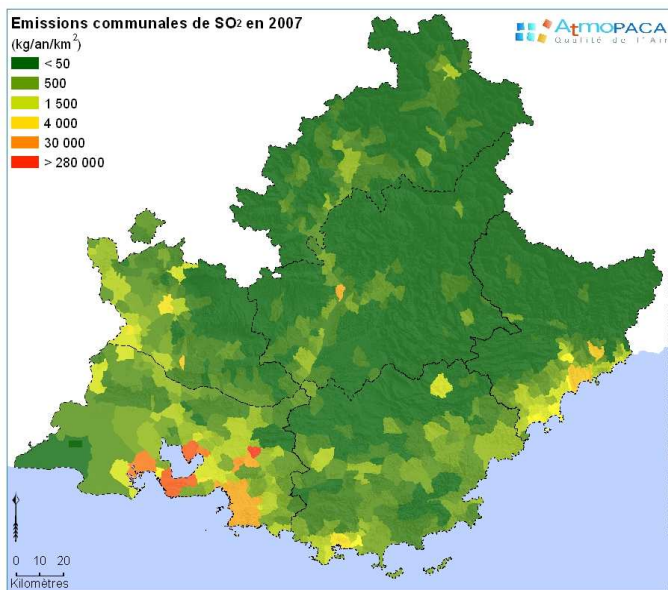 Emissions communales de SO2 en 2007
(kg/an/km²)
< 50
500
1 500
4 000
30 000
> 280 000
AtmoPACA
Qualité de l'Air
0 10 20
Kilomètres